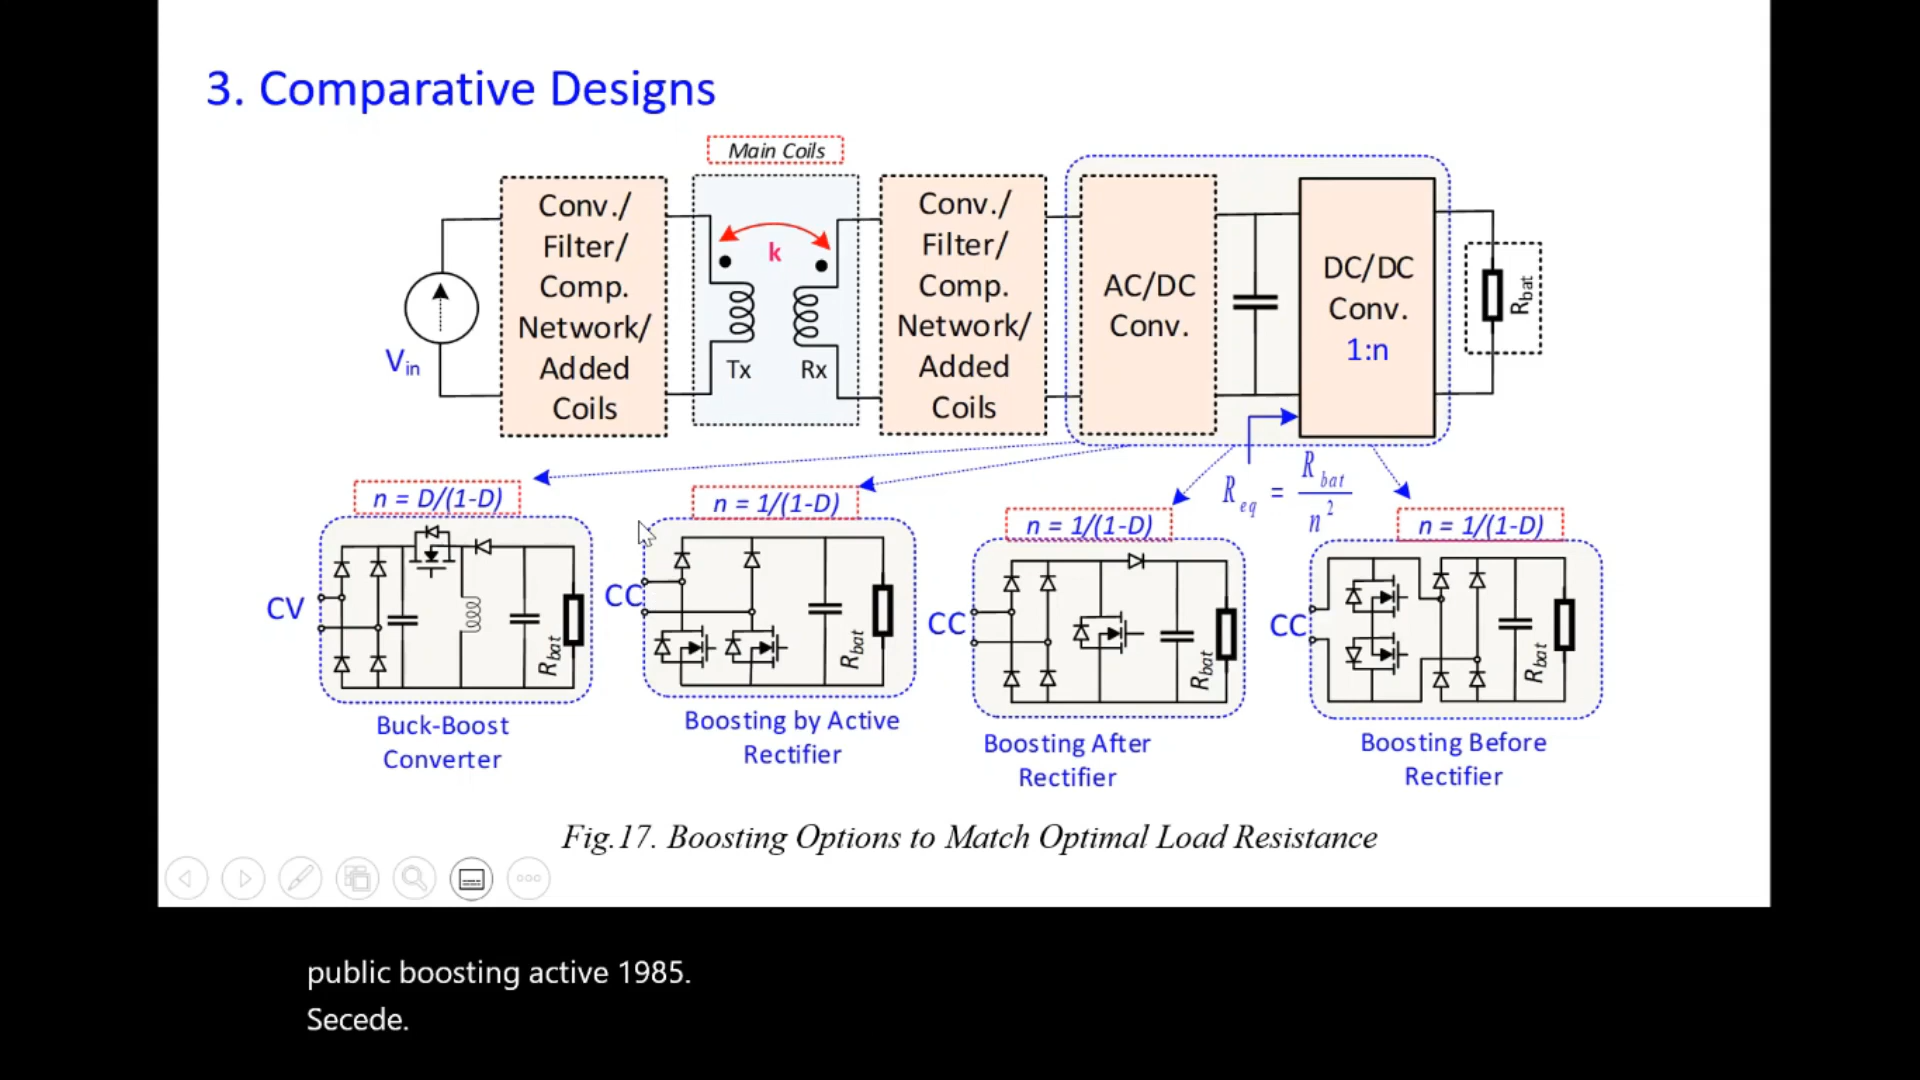 3. Comparative Designs
Main Coils
Conv./
Filter/
Comp.
Network/
Added
Coils
k
Tx
Rx
Conv./
Filter/
Comp.
Network/
Added
Coils
AC/DC
Conv.
DC/DC
Conv.
1:n
Rbat
Vin
Req = Rbat / n²
n = D/(1-D)
n = 1/(1-D)
n = 1/(1-D)
n = 1/(1-D)
CV
Rbat
CC
Rbat
CC
Rbat
CC
Rbat
Buck-Boost
Converter
Boosting by Active
Rectifier
Boosting After
Rectifier
Boosting Before
Rectifier
Fig.17. Boosting Options to Match Optimal Load Resistance
public boosting active 1985.
Secede.